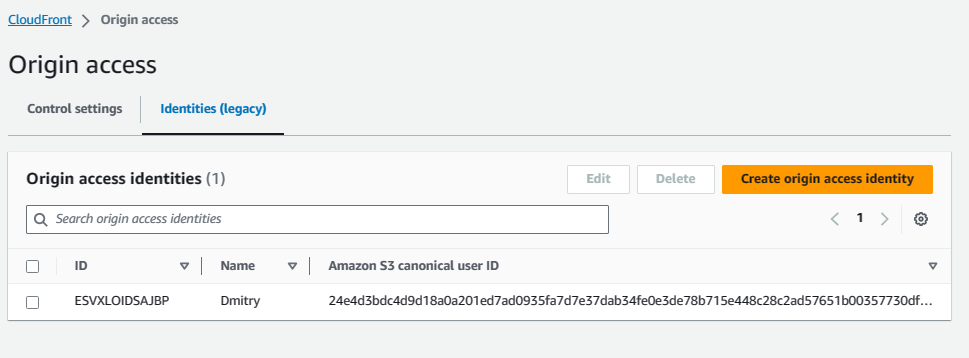 CloudFront > Origin access
Origin access
Control settings Identities (legacy)
Origin access identities (1) Edit Delete Create origin access identity
Search origin access identities 1
ID Name Amazon S3 canonical user ID
ESVXLOIDSAJBP Dmitry 24e4d3bdc4d9d18a0a201ed7ad0935fa7d7e37dab34fe0e3de78b715e448c28c2ad57651b00357730df...